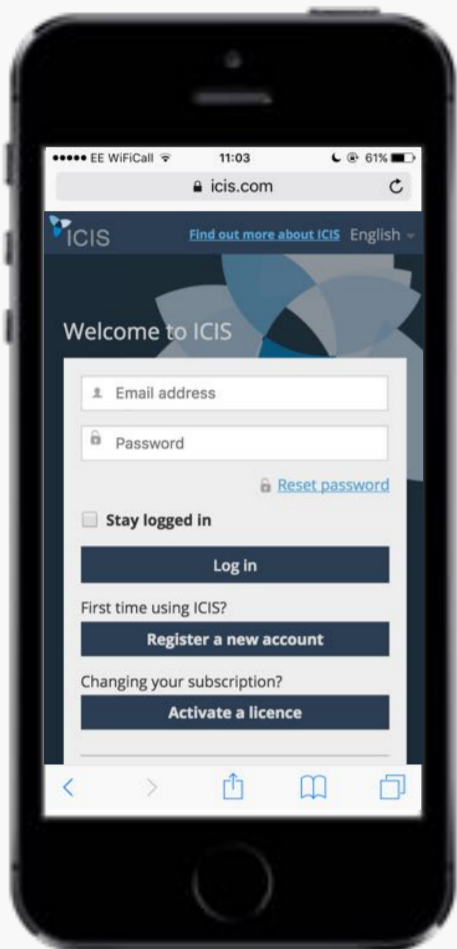 EE WiFiCall 11:03 61%
icis.com
ICIS Find out more about ICIS English
Welcome to ICIS
Email address
Password
Reset password
Stay logged in
Log in
First time using ICIS?
Register a new account
Changing your subscription?
Activate a licence